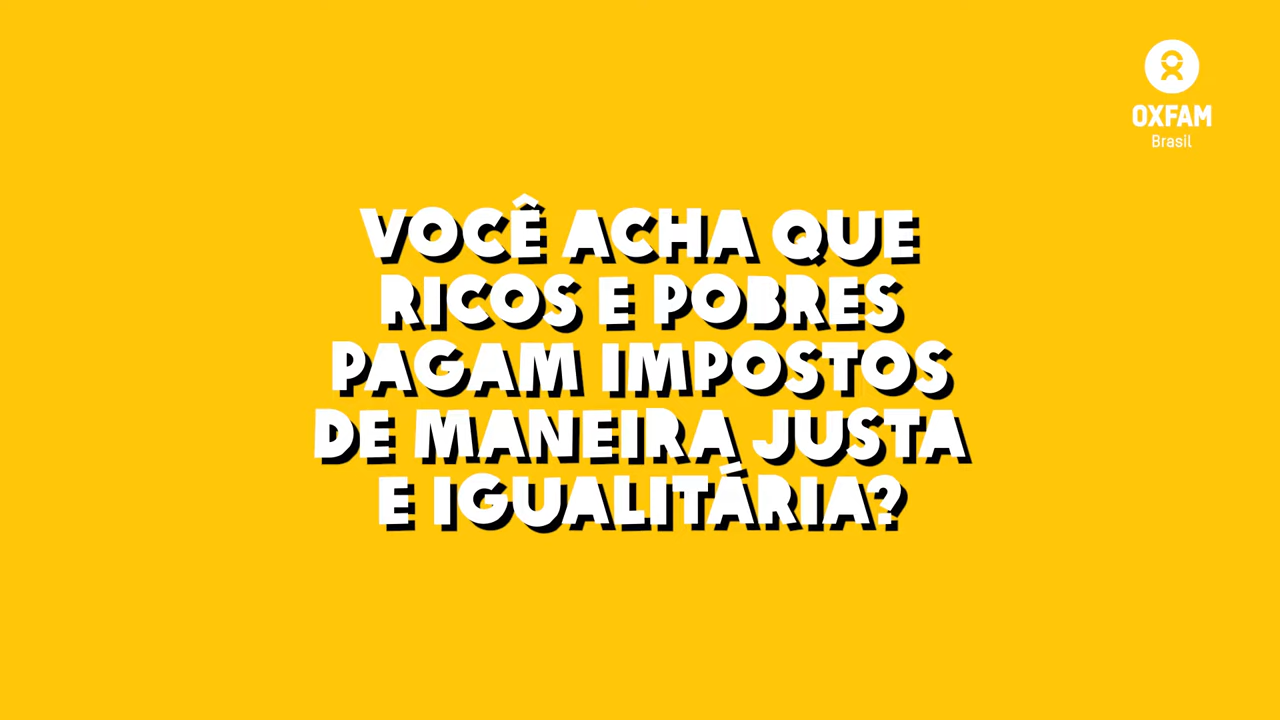 OXFAM
Brasil
VOCÊ ACHA QUE
RICOS E POBRES
PAGAM IMPOSTOS
DE MANEIRA JUSTA
E IGUALITÁRIA?